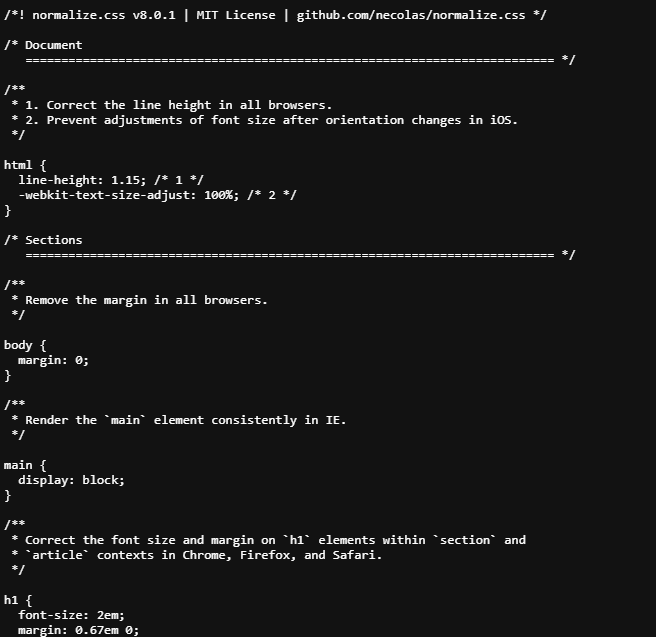 /*! normalize.css v8.0.1 | MIT License | github.com/necolas/normalize.css */
/* Document
   ========================================================================== */
/**
 * 1. Correct the line height in all browsers.
 * 2. Prevent adjustments of font size after orientation changes in iOS.
 */
html {
  line-height: 1.15; /* 1 */
  -webkit-text-size-adjust: 100%; /* 2 */
}
/* Sections
   ========================================================================== */
/**
 * Remove the margin in all browsers.
 */
body {
  margin: 0;
}
/**
 * Render the `main` element consistently in IE.
 */
main {
  display: block;
}
/**
 * Correct the font size and margin on `h1` elements within `section` and
 * `article` contexts in Chrome, Firefox, and Safari.
 */
h1 {
  font-size: 2em;
  margin: 0.67em 0;